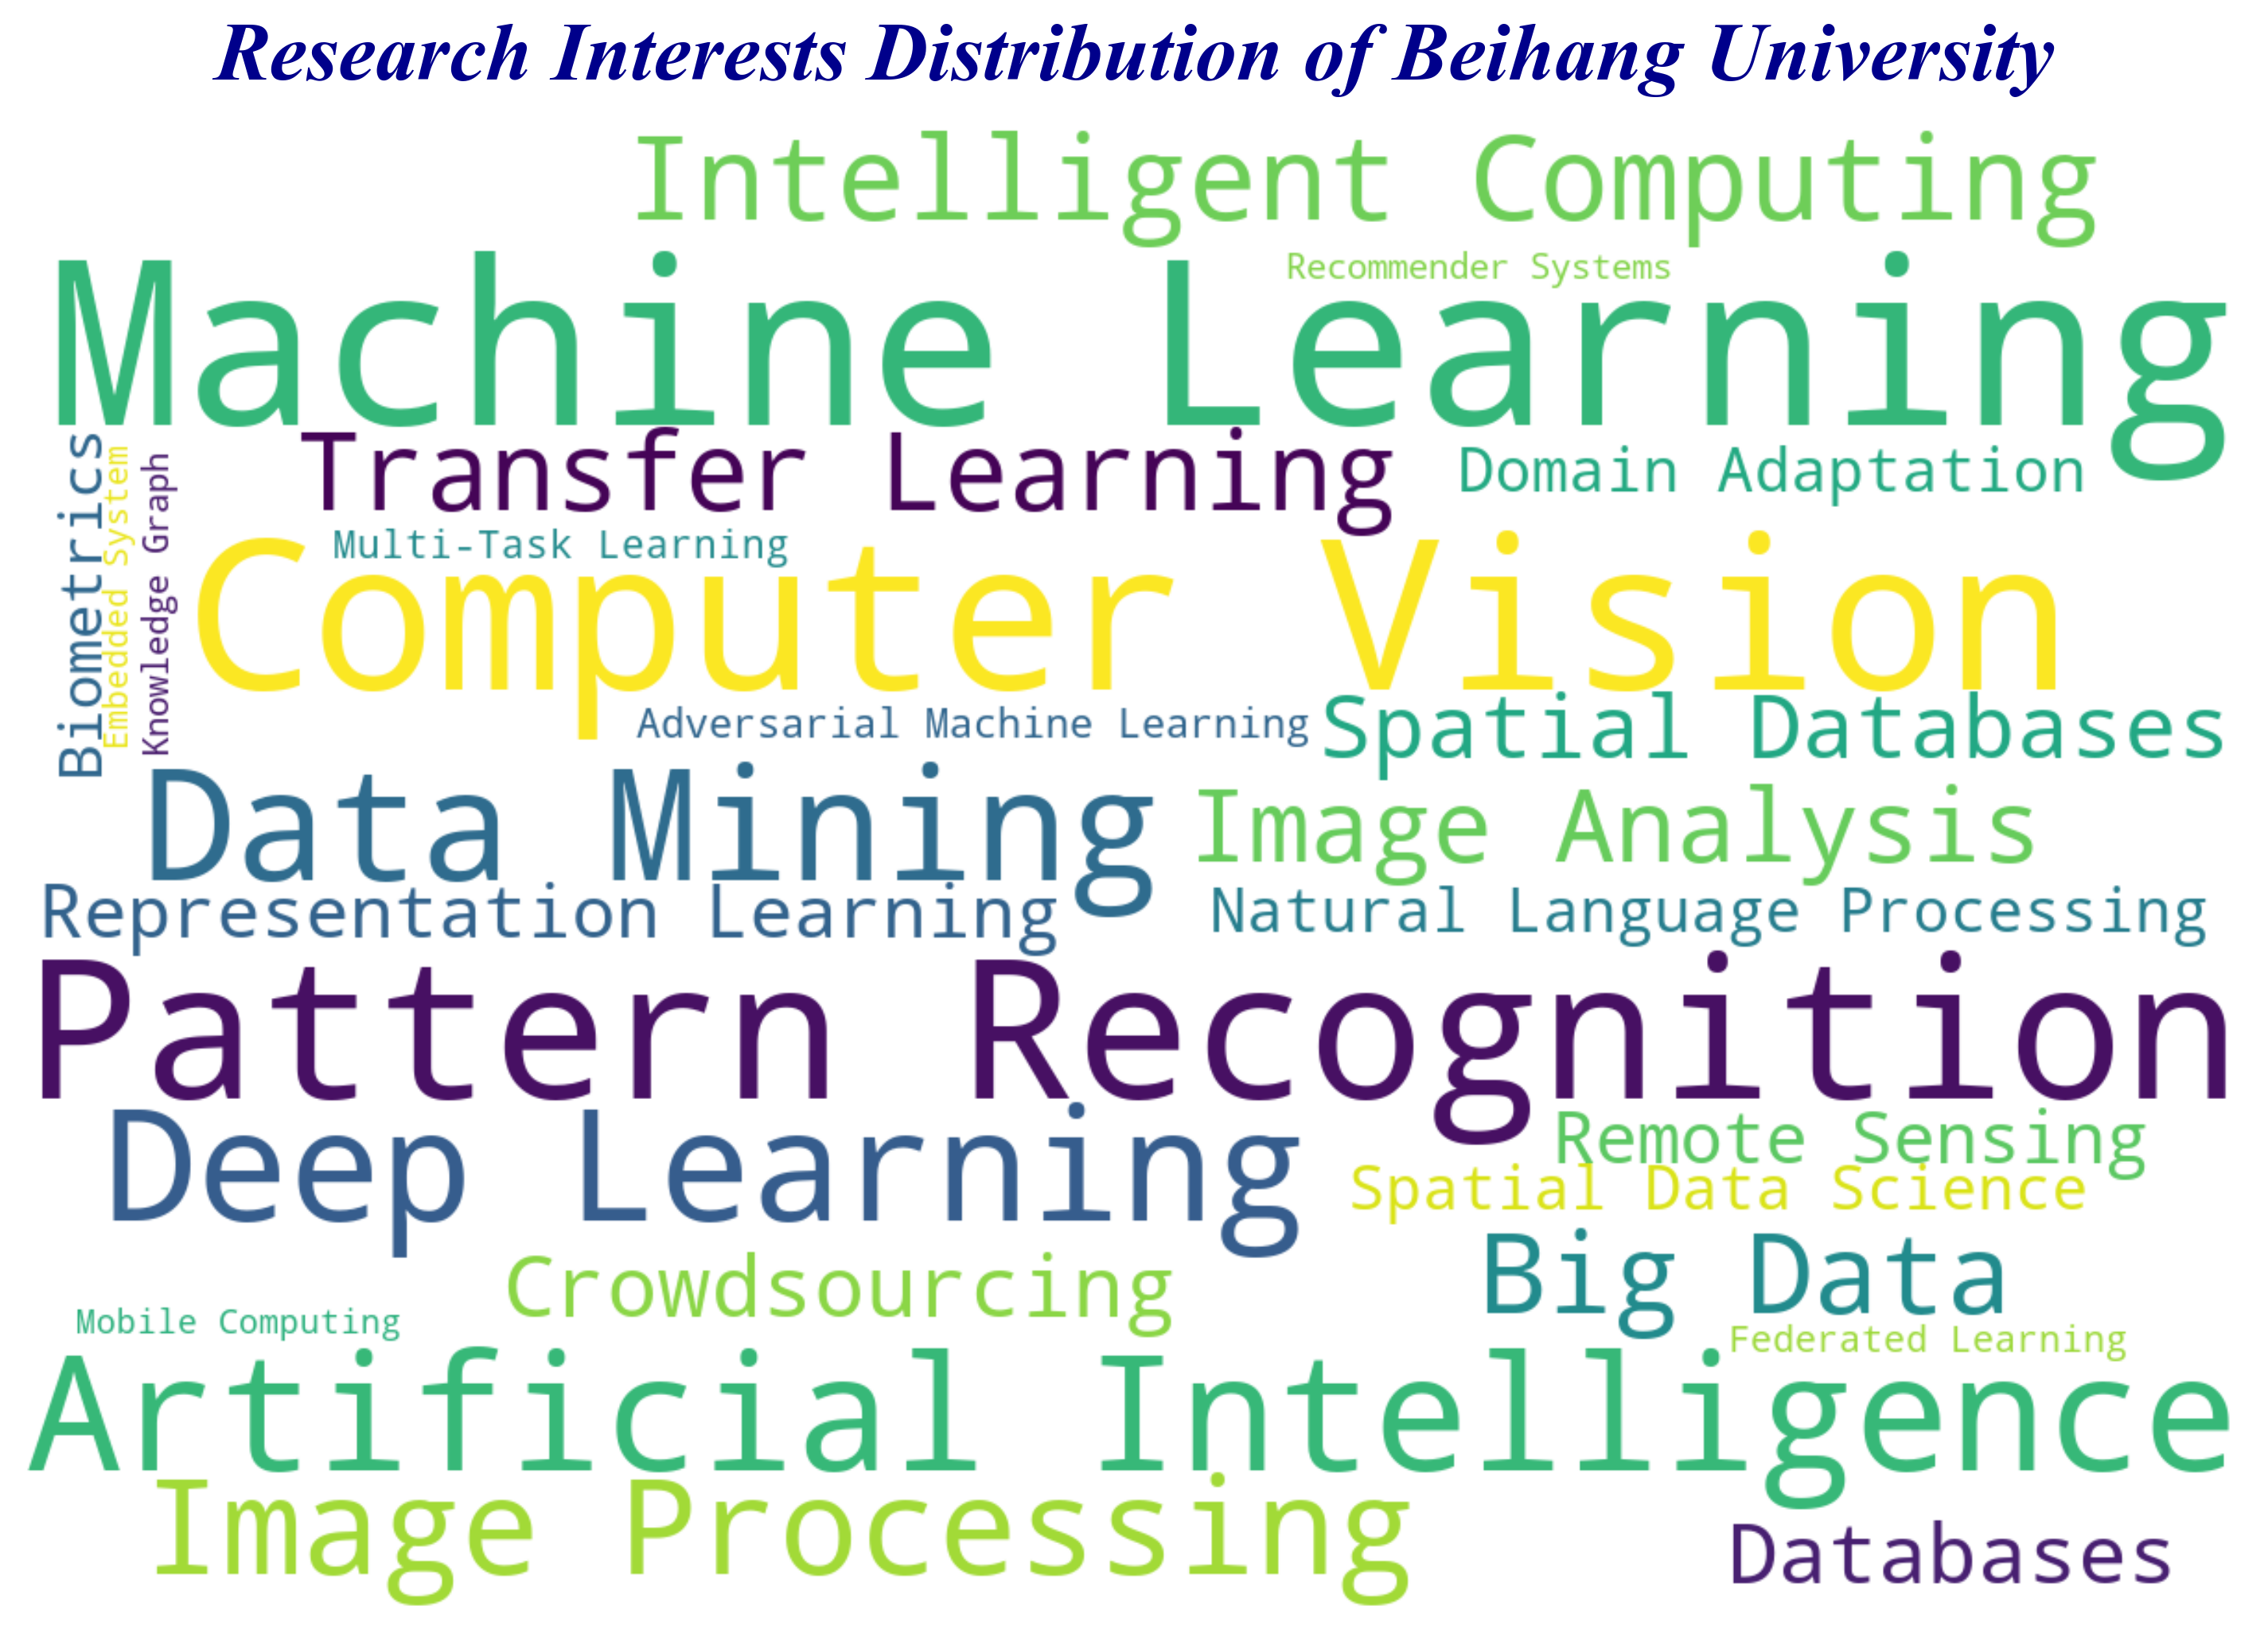 Research Interests Distribution of Beihang University
Intelligent Computing
Recommender Systems
Machine Learning
Transfer Learning
Domain Adaptation
Biometrics
Embedded System
Knowledge Graph
Multi-Task Learning
Computer Vision
Adversarial Machine Learning
Spatial Databases
Data Mining
Image Analysis
Representation Learning
Natural Language Processing
Pattern Recognition
Deep Learning
Remote Sensing
Spatial Data Science
Crowdsourcing
Big Data
Mobile Computing
Federated Learning
Artificial Intelligence
Image Processing
Databases